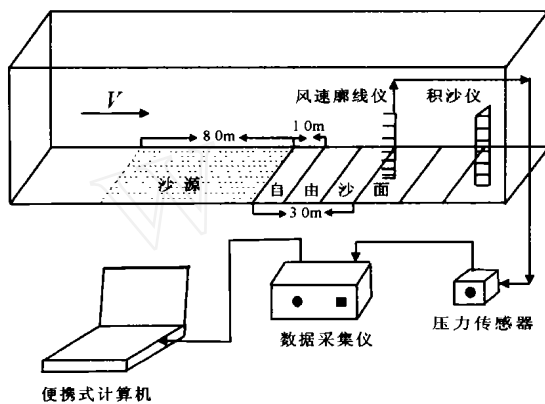 V
风速廓线仪
积沙仪
8 0m
1 0m
沙源
自由沙面
3 0m
数据采集仪
压力传感器
便携式计算机